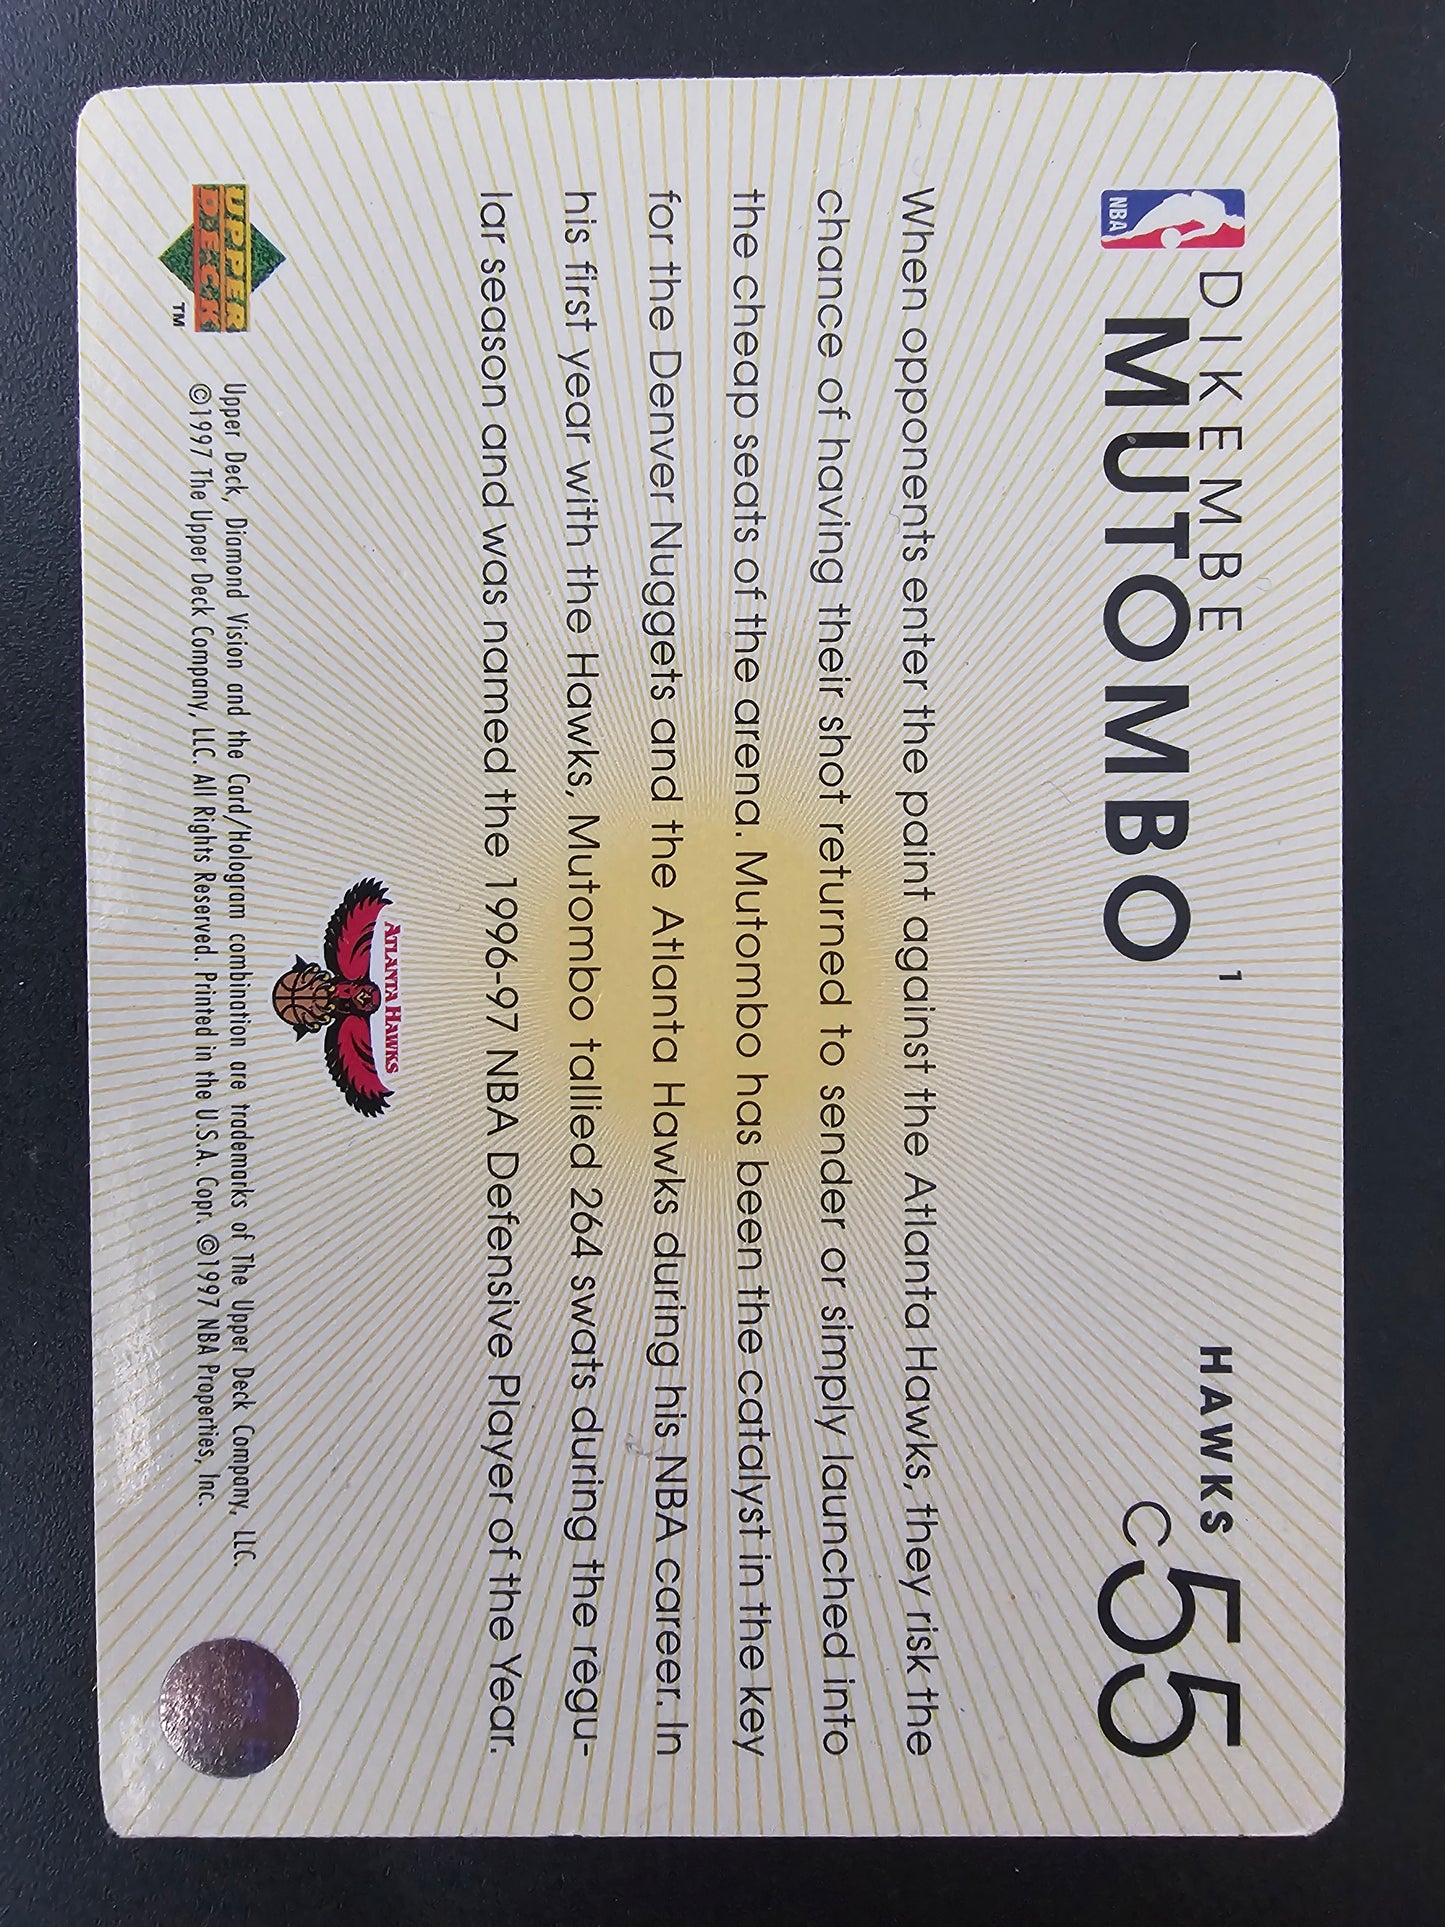 NBA
DIKEMBE
MUTOMBO
1
HAWKS
C
55
When opponents enter the paint against the Atlanta Hawks, they risk the
chance of having their shot returned to sender or simply launched into
the cheap seats of the arena. Mutombo has been the catalyst in the key
for the Denver Nuggets and the Atlanta Hawks during his NBA career. In
his first year with the Hawks, Mutombo tallied 264 swats during the regu-
lar season and was named the 1996-97 NBA Defensive Player of the Year.
ATLANTA HAWKS
UPPER
DECK
TM
Upper Deck, Diamond Vision and the Card/Hologram combination are trademarks of The Upper Deck Company, LLC.
©1997 The Upper Deck Company, LLC. All Rights Reserved. Printed in the U.S.A. Copr. ©1997 NBA Properties, Inc.